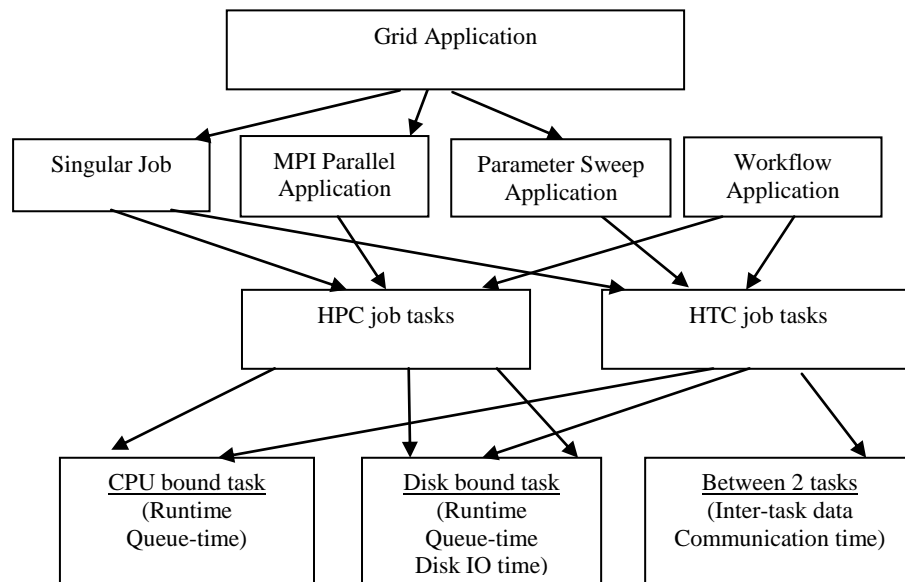 Grid Application
Singular Job
MPI Parallel
Application
Parameter Sweep
Application
Workflow
Application
HPC job tasks
HTC job tasks
CPU bound task
(Runtime
Queue-time)
Disk bound task
(Runtime
Queue-time
Disk IO time)
Between 2 tasks
(Inter-task data
Communication time)